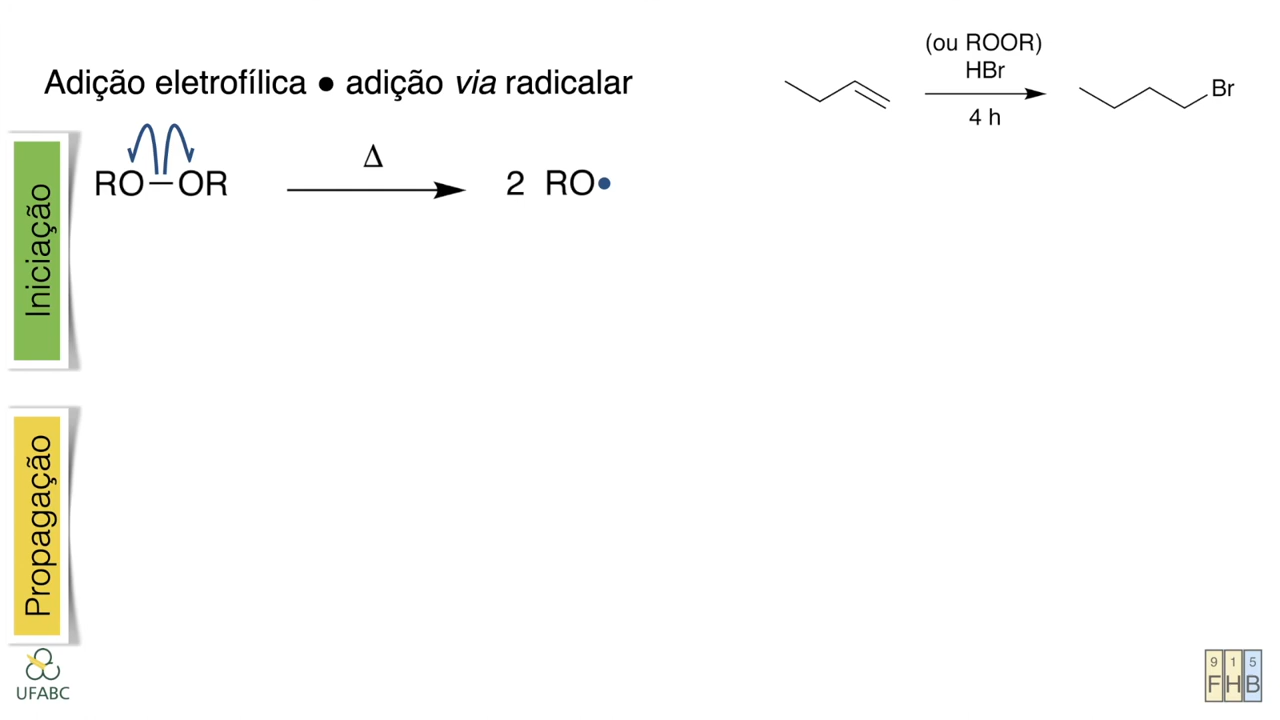 Adição eletrofílica ● adição via radicalar
(ou ROOR)
HBr
4 h
Br
Iniciação
RO–OR
Δ
2 RO•
Propagação
UFABC
9 1 5
F H B